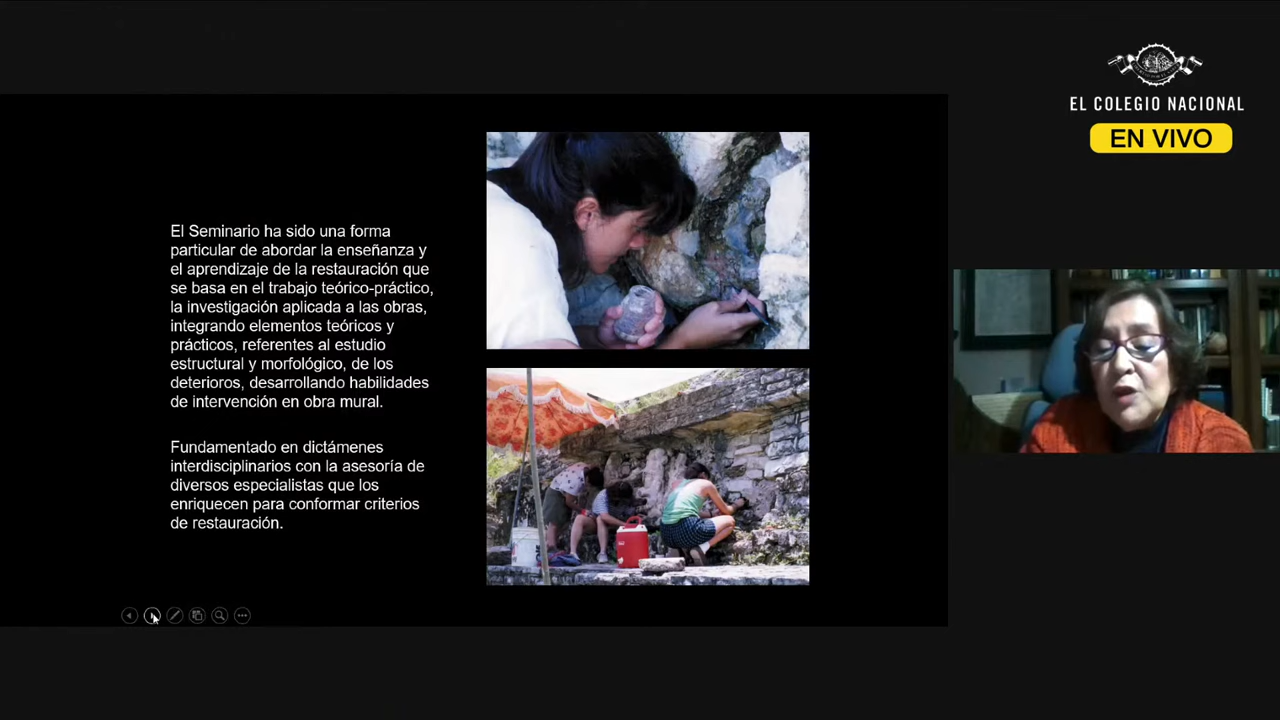 El Seminario ha sido una forma
particular de abordar la enseñanza y
el aprendizaje de la restauración que
se basa en el trabajo teórico-práctico,
la investigación aplicada a las obras,
integrando elementos teóricos y
prácticos, referentes al estudio
estructural y morfológico, de los
deterioros, desarrollando habilidades
de intervención en obra mural.
Fundamentado en dictámenes
interdisciplinarios con la asesoría de
diversos especialistas que los
enriquecen para conformar criterios
de restauración.
EL COLEGIO NACIONAL
EN VIVO